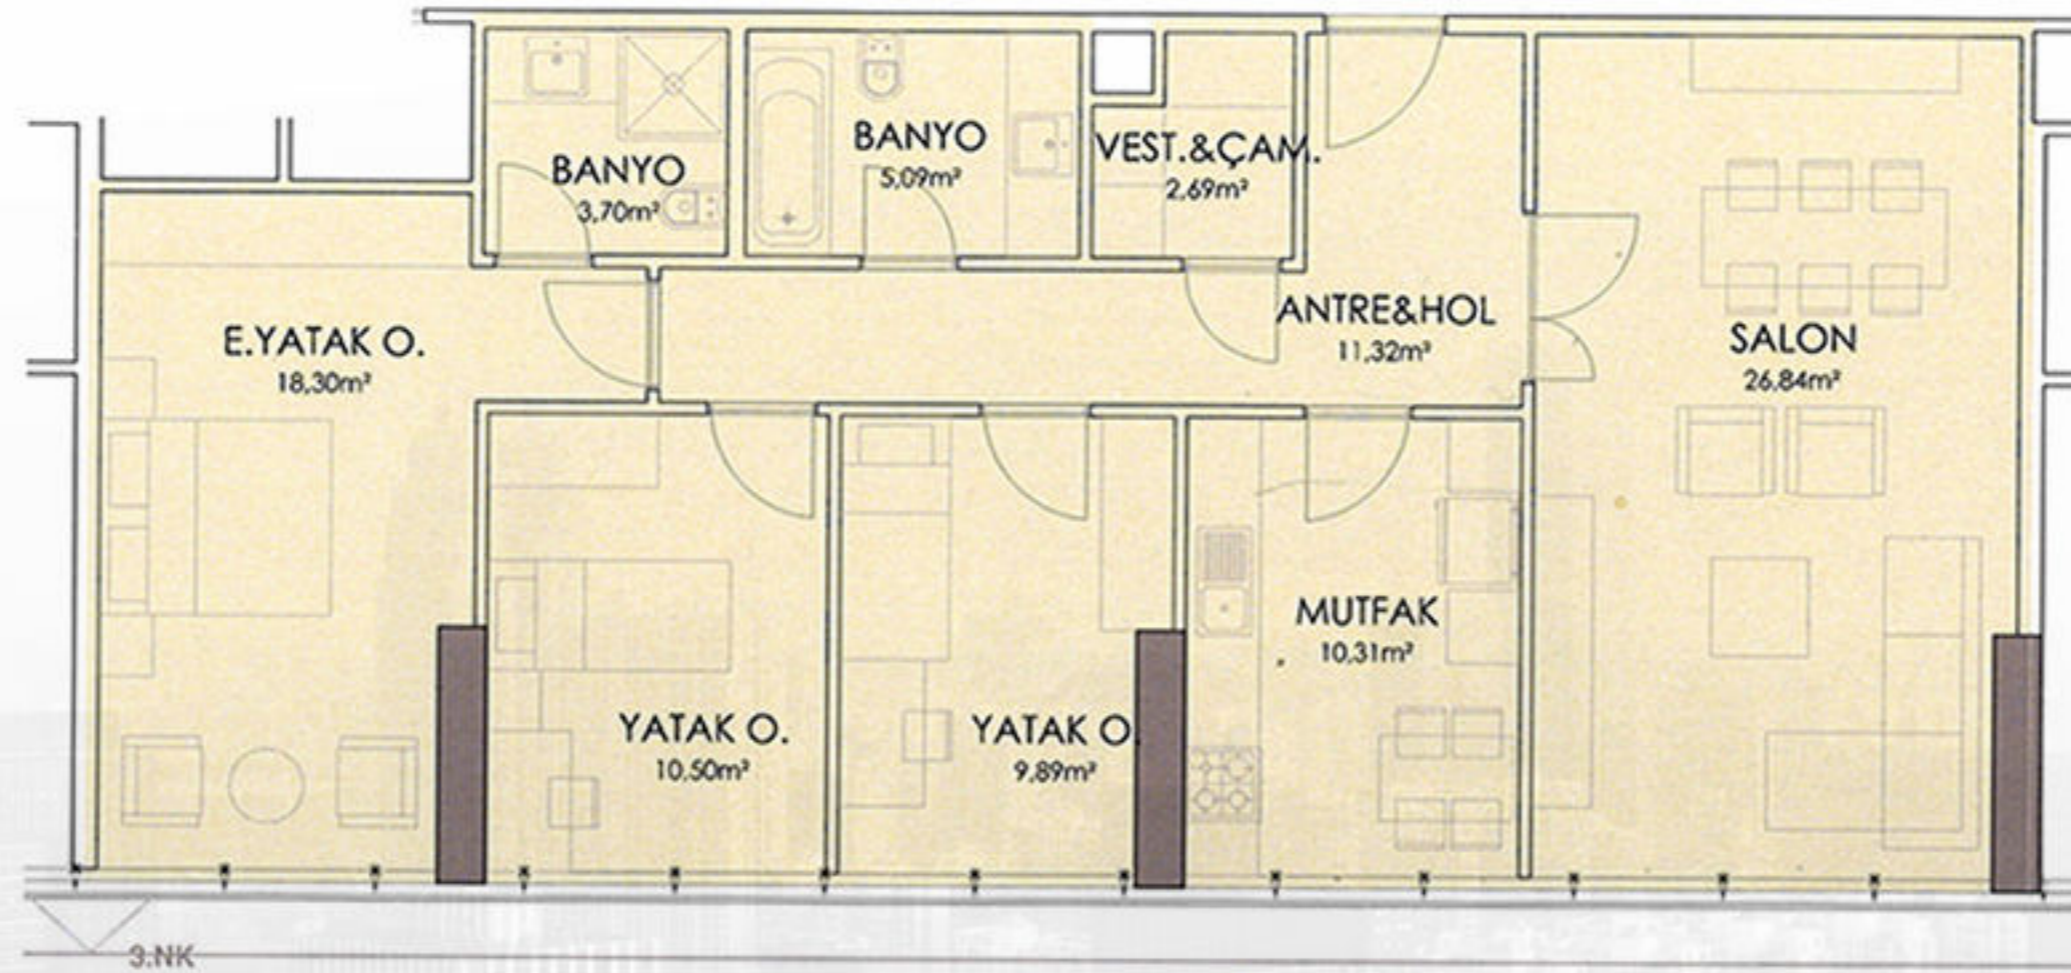 BANYO
3,70m²
BANYO
5,09m²
VEST.&ÇAM.
2,69m²
ANTRE&HOL
11,32m²
SALON
26,84m²
E.YATAK O.
18,30m²
YATAK O.
10,50m²
YATAK O.
9,89m²
MUTFAK
10,31m²
3.NK